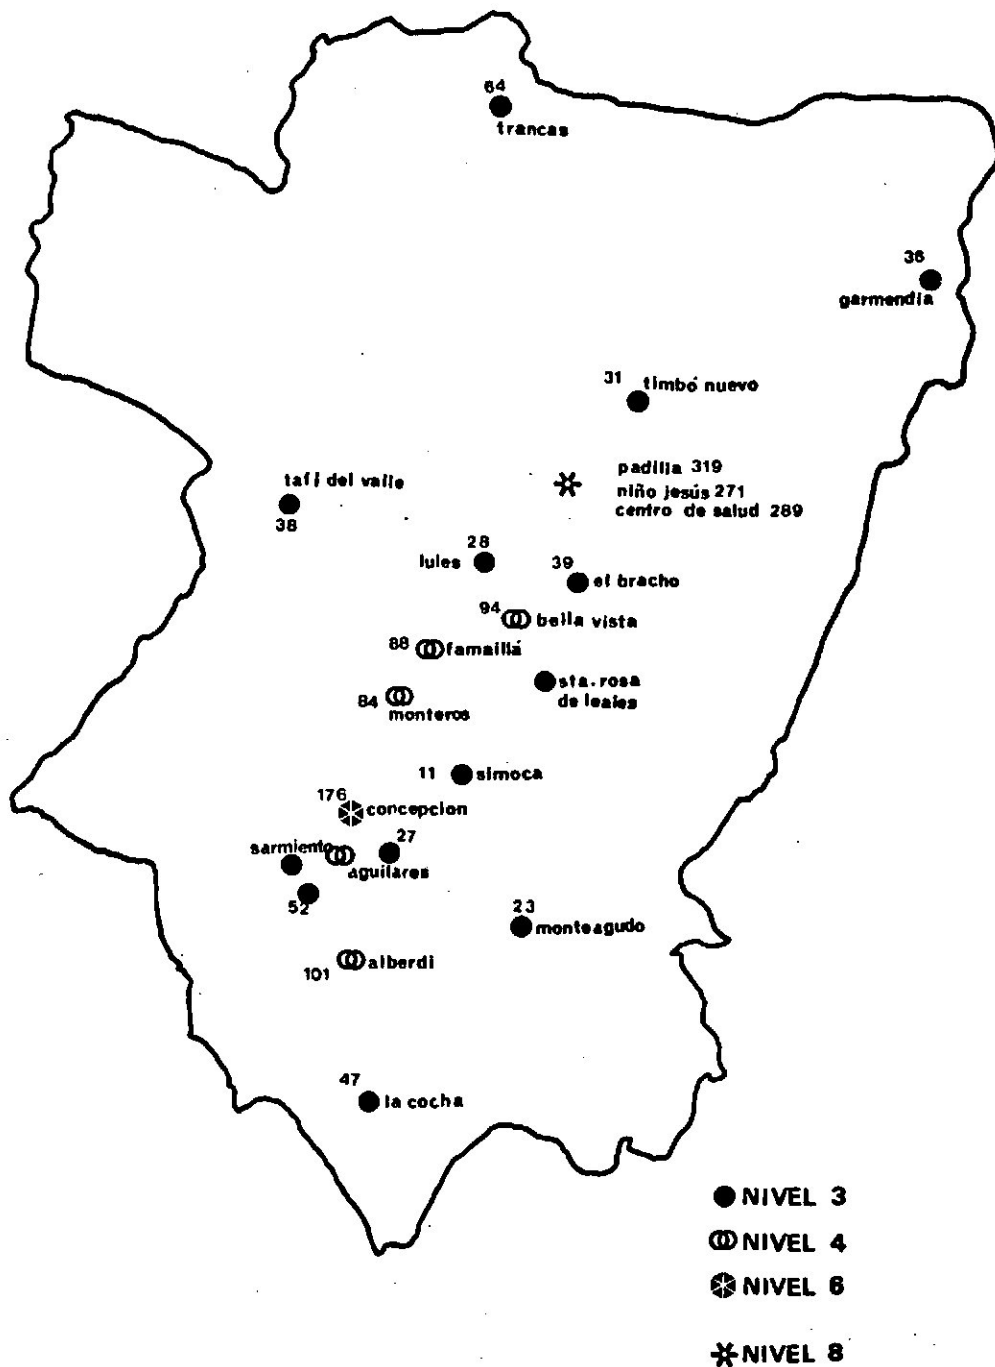 64
trancas
36
garmendia
31 timbó nuevo
padilla 319
niño jesús 271
centro de salud 289
tafi del valle
38
28
lules
39
el bracho
94 bella vista
88 famaillá
sta. rosa
de leales
84
monteros
11 simoca
176
concepcion
27
sarmiento
aguilares
52
23
monteagudo
101 alberdi
47
la cocha
NIVEL 3
NIVEL 4
NIVEL 6
NIVEL 8